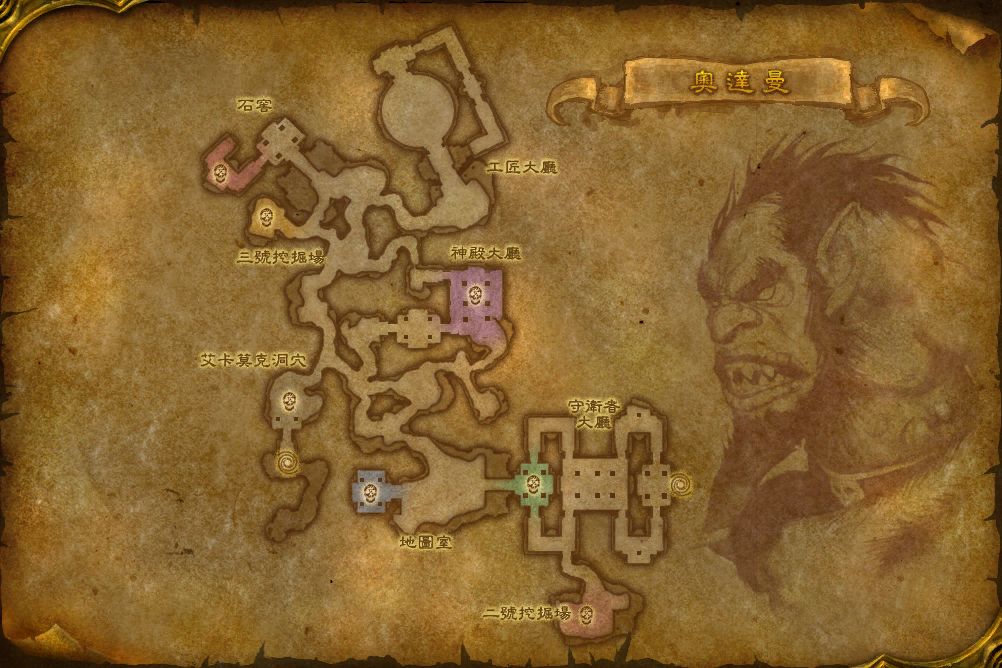 奧達曼
石窖
工匠大廳
三號挖掘場
神殿大廳
艾卡莫克洞穴
守衛者
大廳
地圖室
二號挖掘場